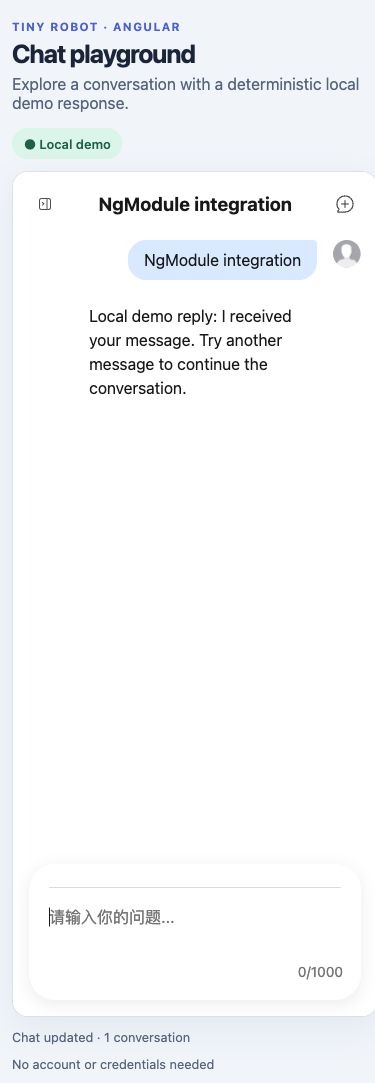 TINY ROBOT · ANGULAR
Chat playground
Explore a conversation with a deterministic local
demo response.
Local demo
NgModule integration
NgModule integration
Local demo reply: I received
your message. Try another
message to continue the
conversation.
请输入你的问题...
0/1000
Chat updated · 1 conversation
No account or credentials needed